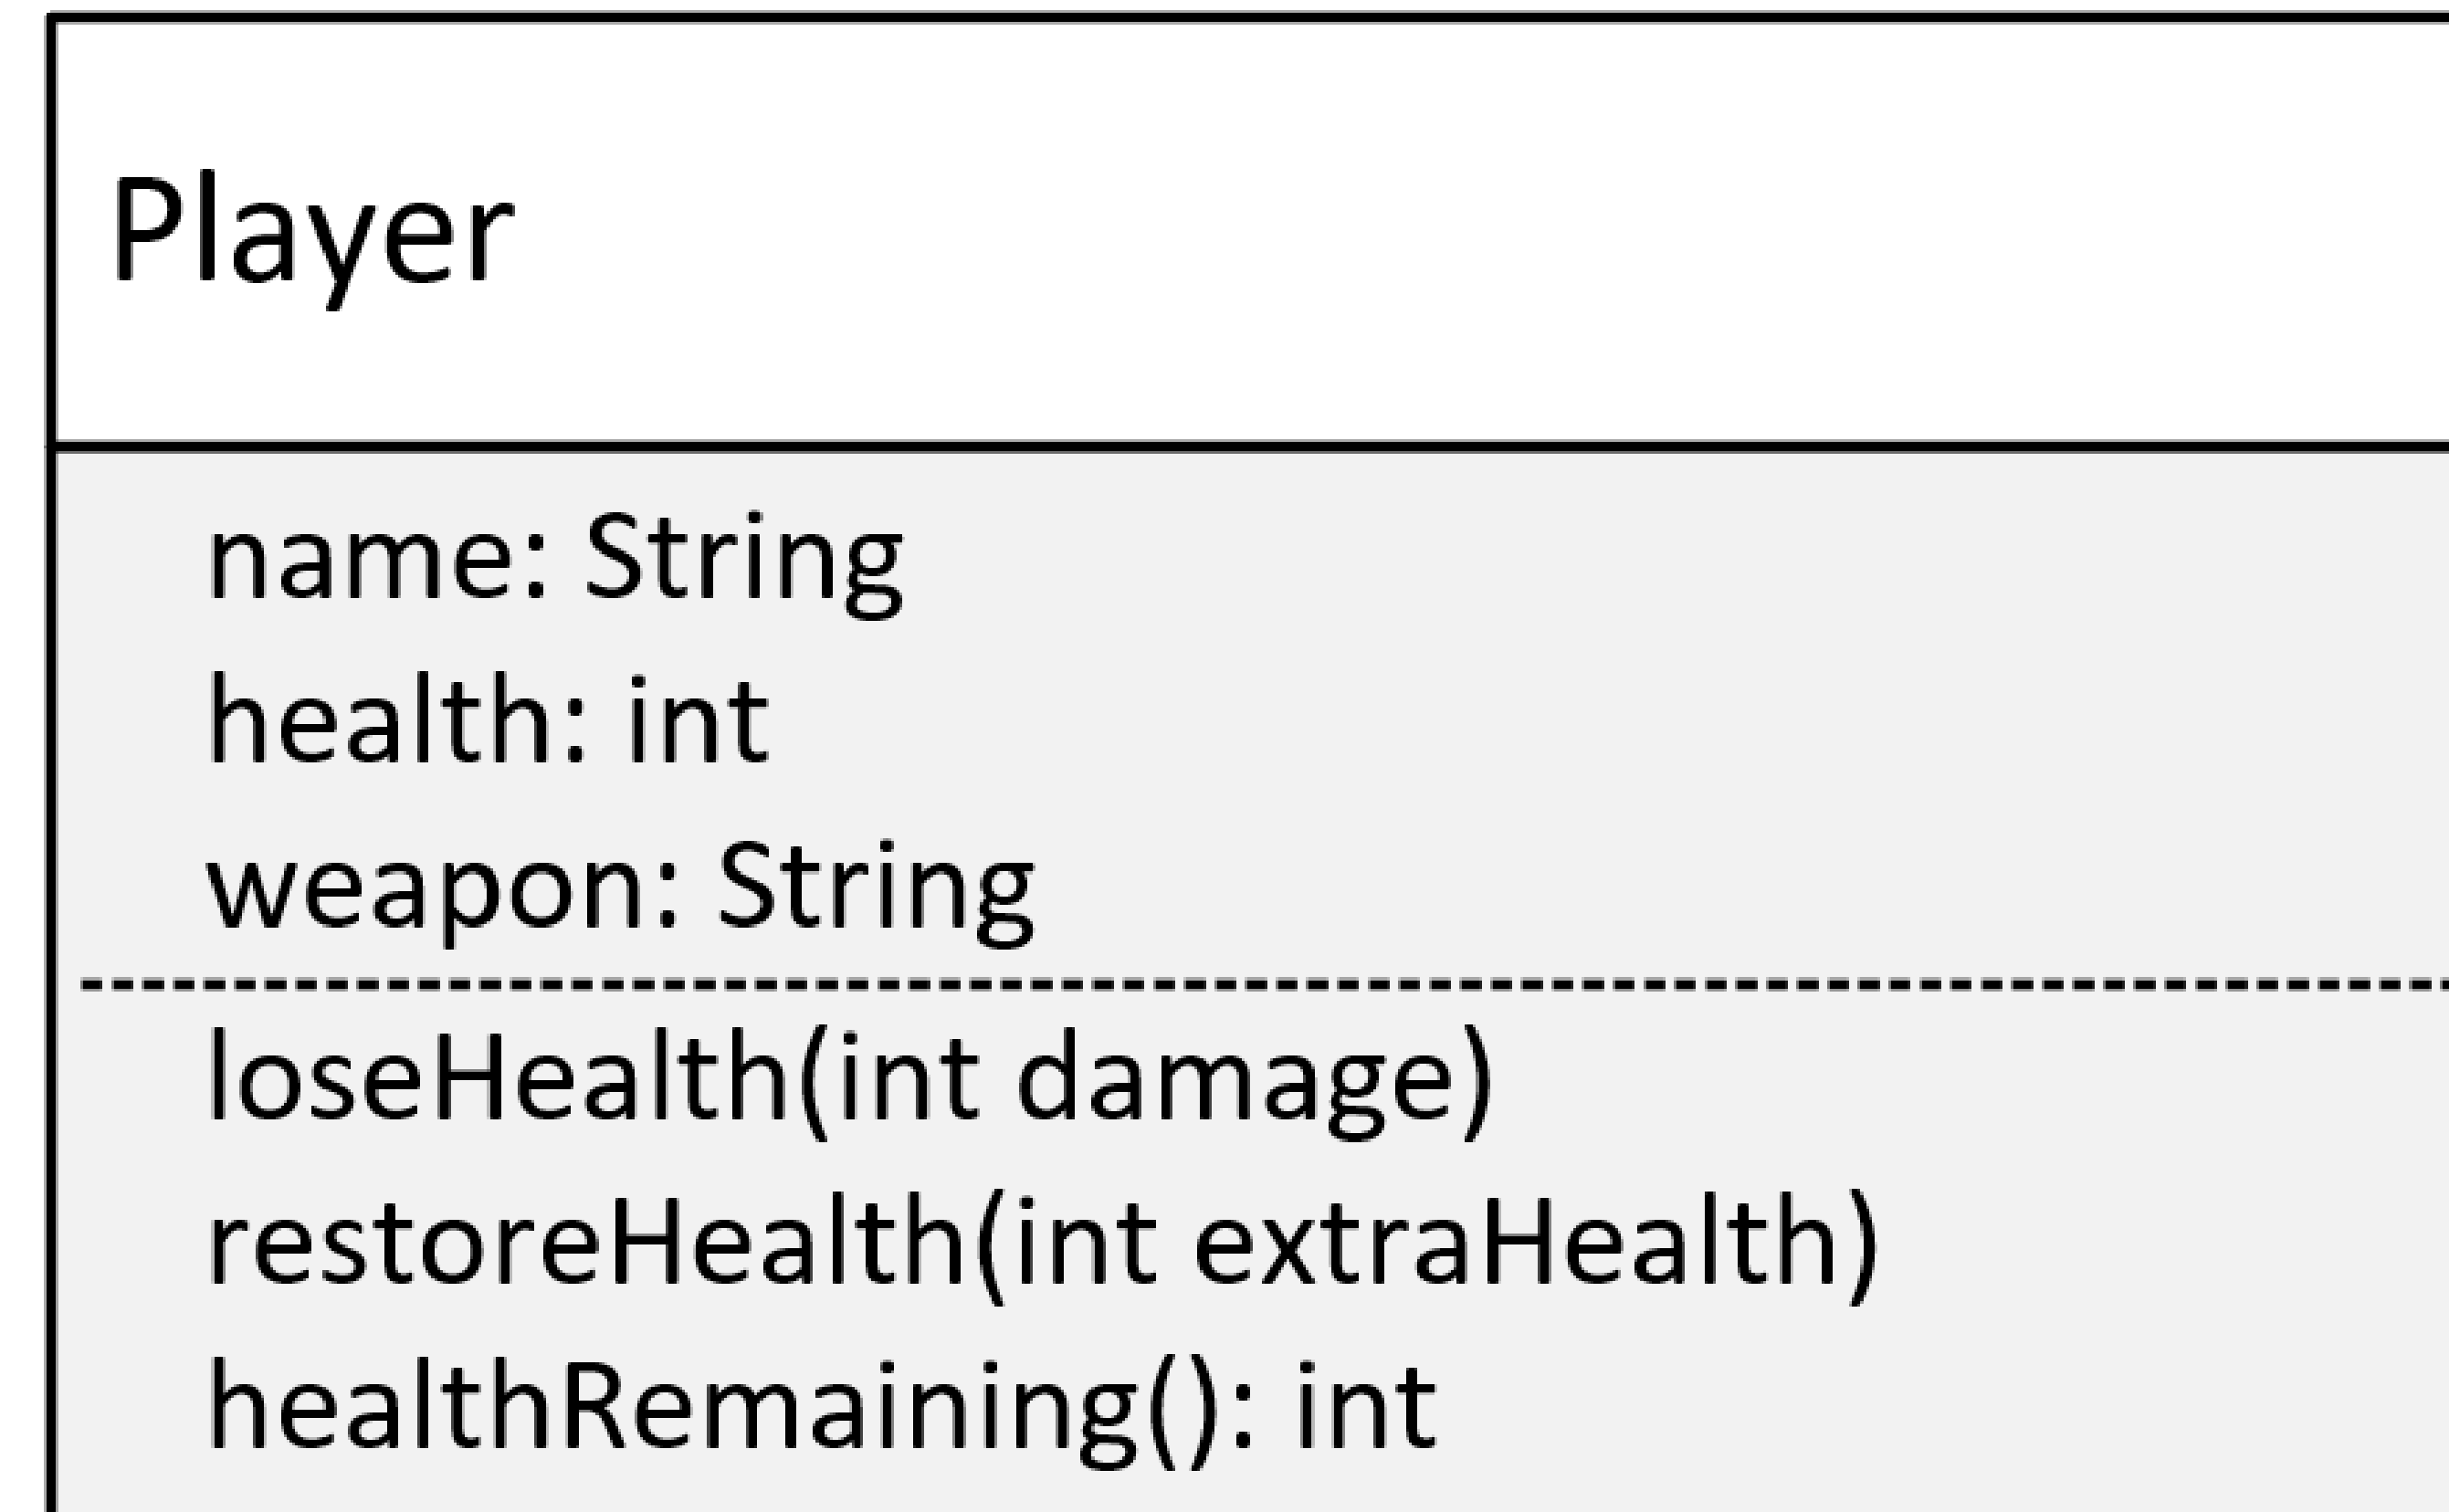 Player
name: String
health: int
weapon: String
loseHealth(int damage)
restoreHealth(int extraHealth)
healthRemaining(): int